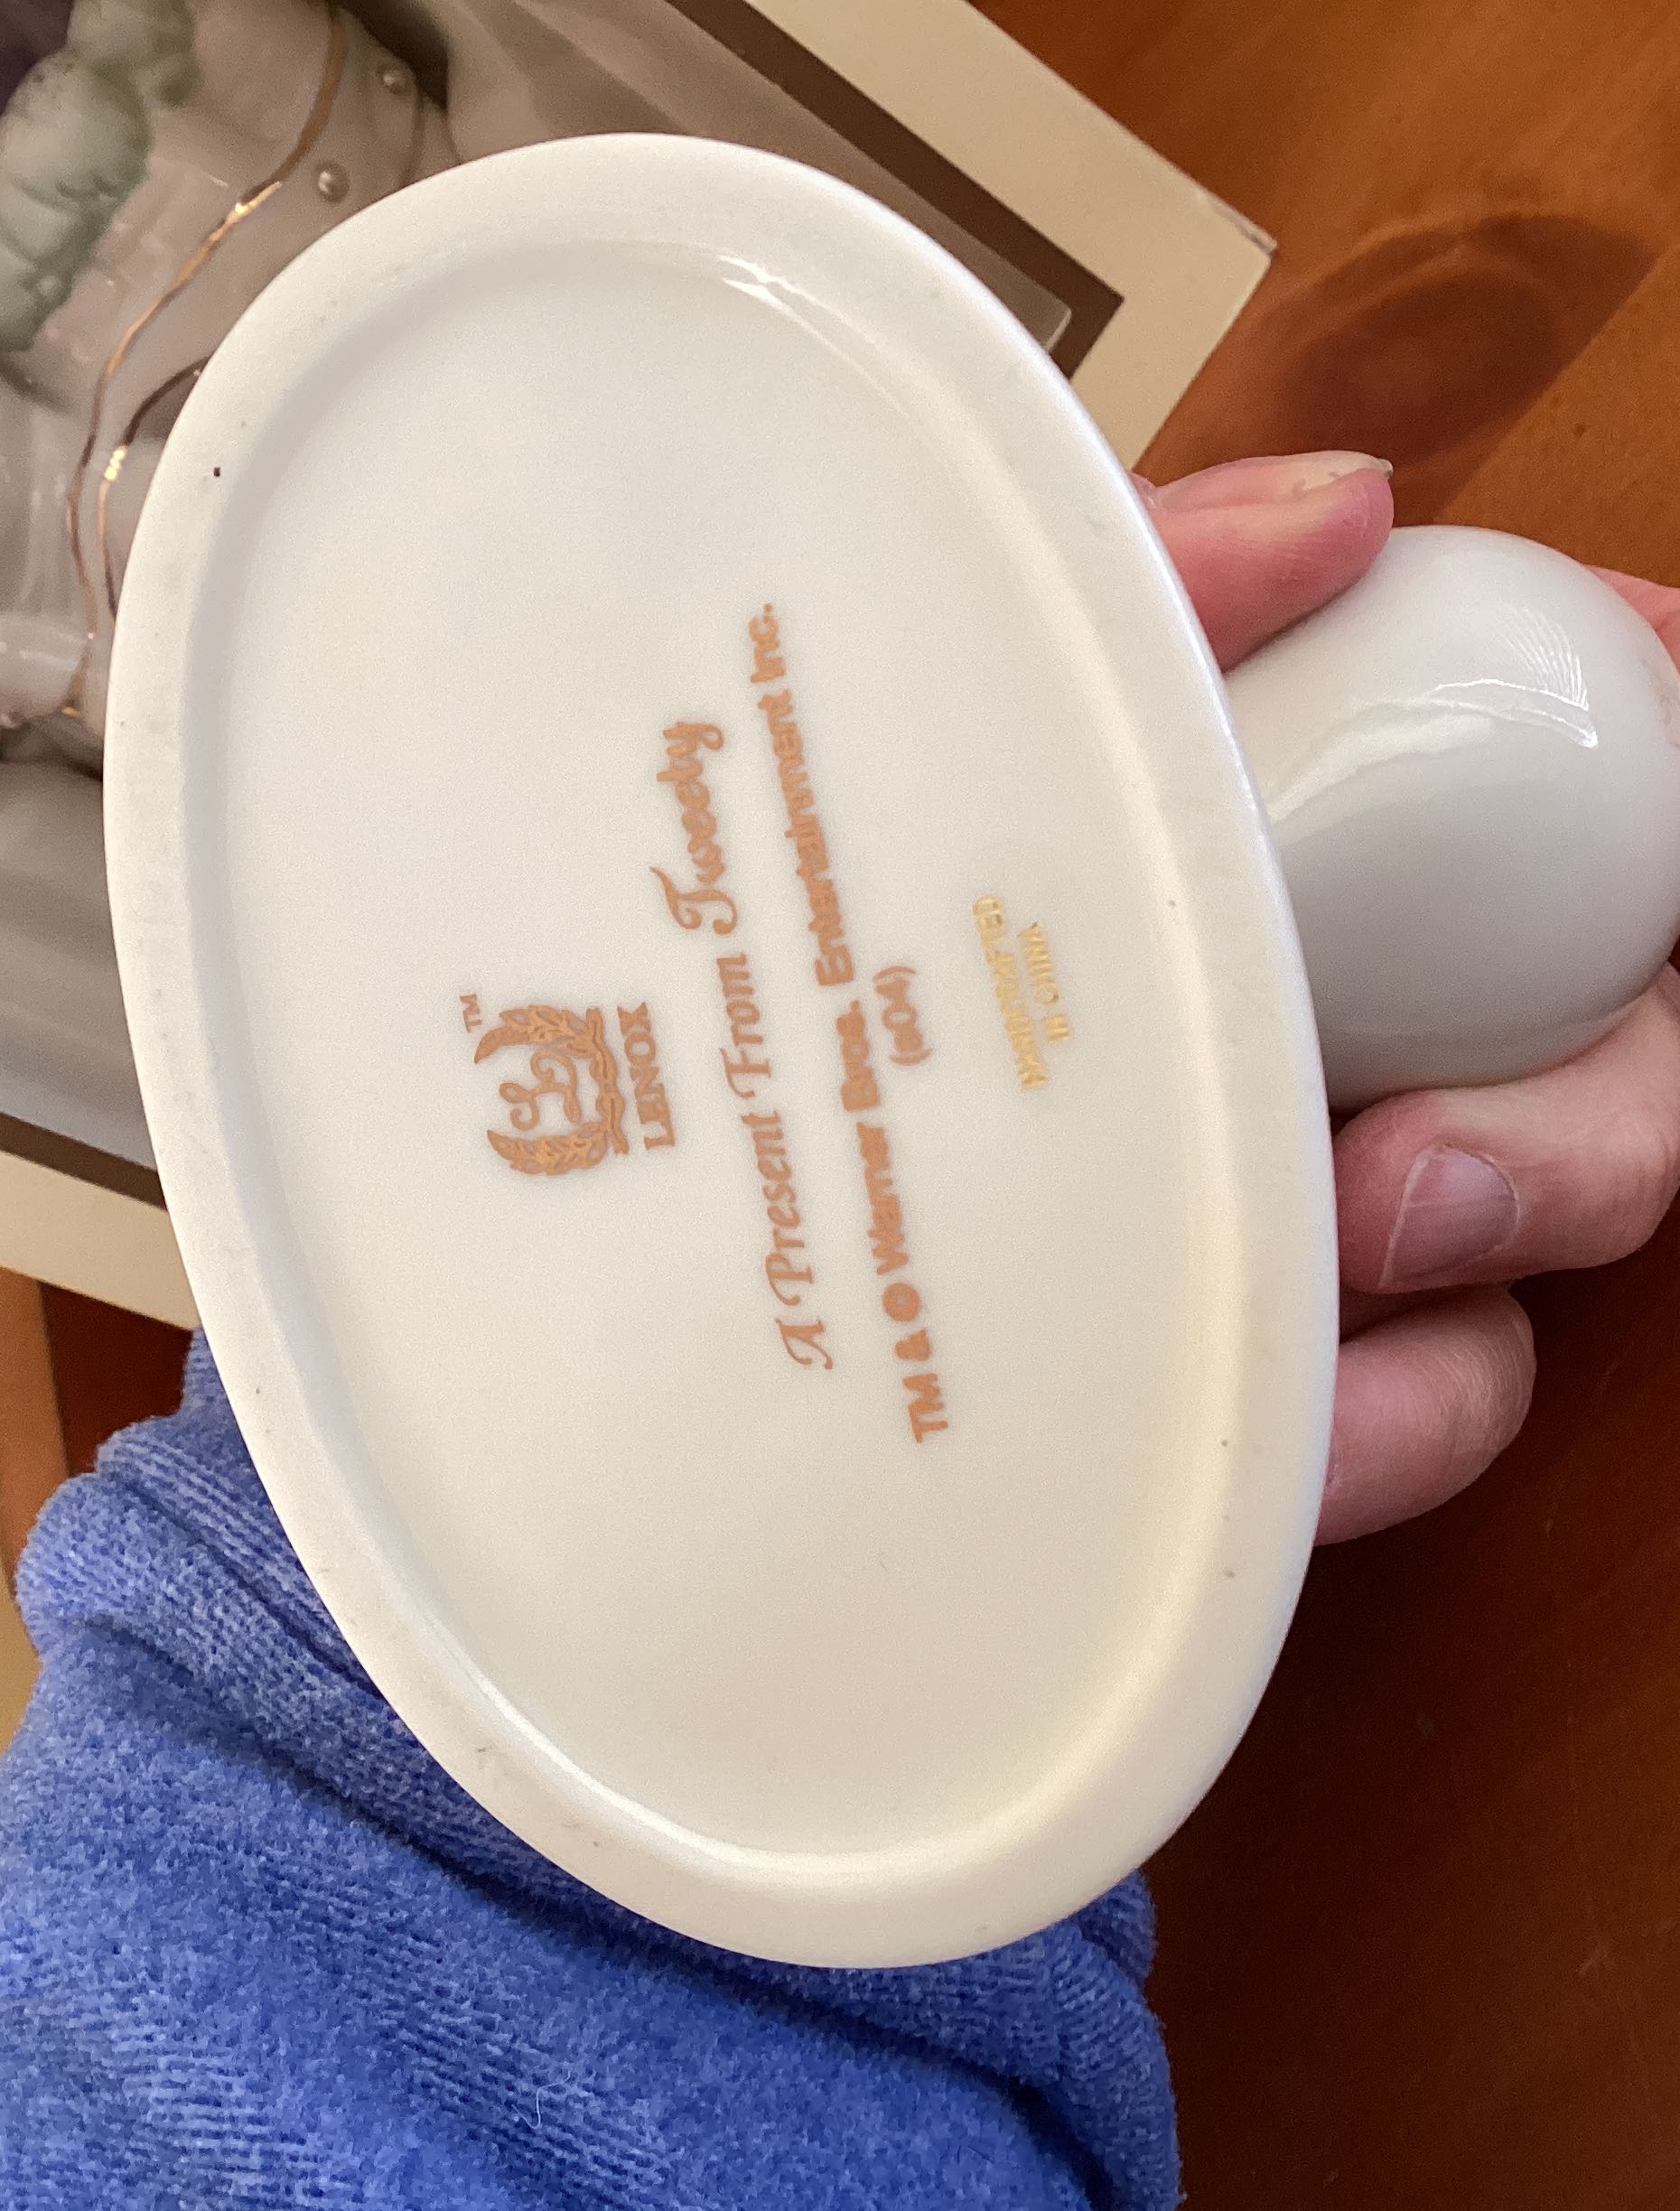 TM
L
LENOX
A Present From Tweety
TM & © Warner Bros. Entertainment Inc.
(s04)
HANDCRAFTED
IN CHINA